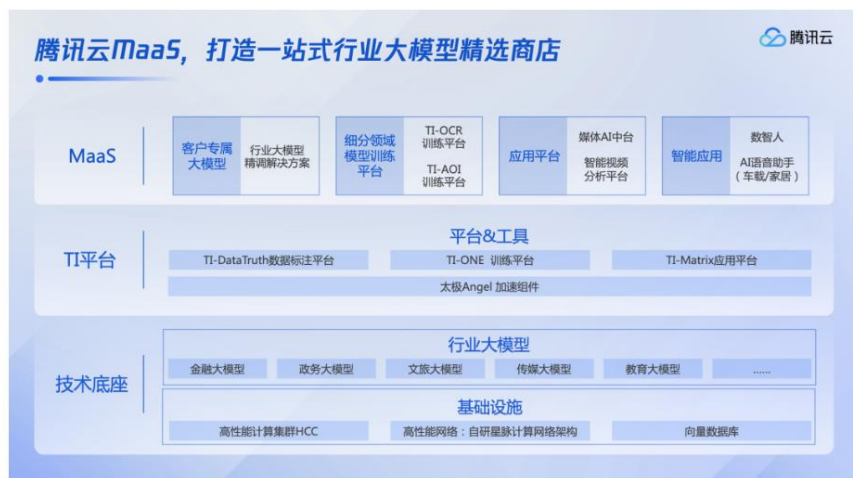 腾讯云MaaS，打造一站式行业大模型精选商店
腾讯云
MaaS
客户专属
大模型
行业大模型
精调解决方案
细分领域
模型训练
平台
TI-OCR
训练平台
TI-AOI
训练平台
应用平台
媒体AI中台
智能视频
分析平台
智能应用
数智人
AI语音助手
（车载/家居）
TI平台
平台&工具
TI-DataTruth数据标注平台
TI-ONE 训练平台
TI-Matrix应用平台
太极Angel 加速组件
技术底座
行业大模型
金融大模型
政务大模型
文旅大模型
传媒大模型
教育大模型
......
基础设施
高性能计算集群HCC
高性能网络：自研星脉计算网络架构
向量数据库